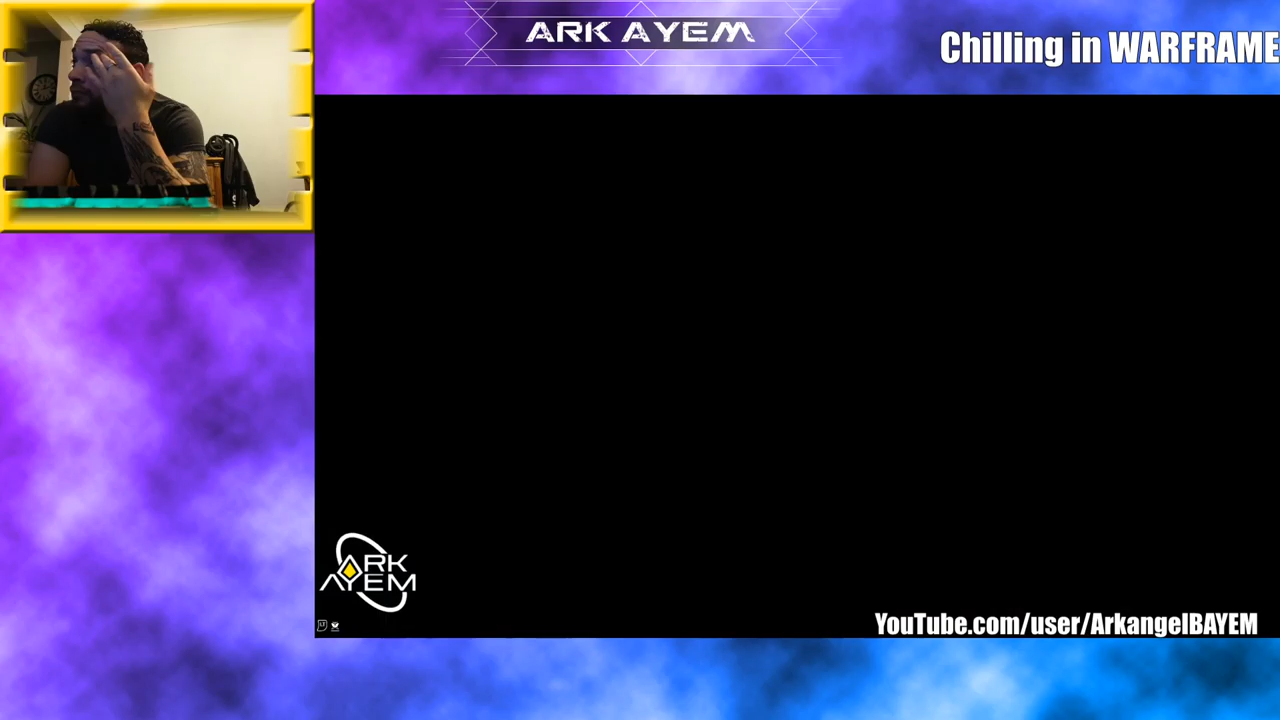 ARK AYEM
Chilling in WARFRAME
ARK
AYEM
YouTube.com/user/ArkangelBAYEM